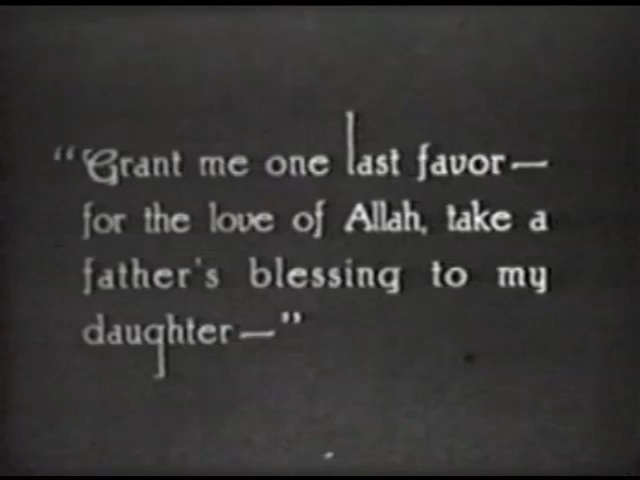 “Grant me one last favor—
for the love of Allah, take a
father's blessing to my
daughter—”